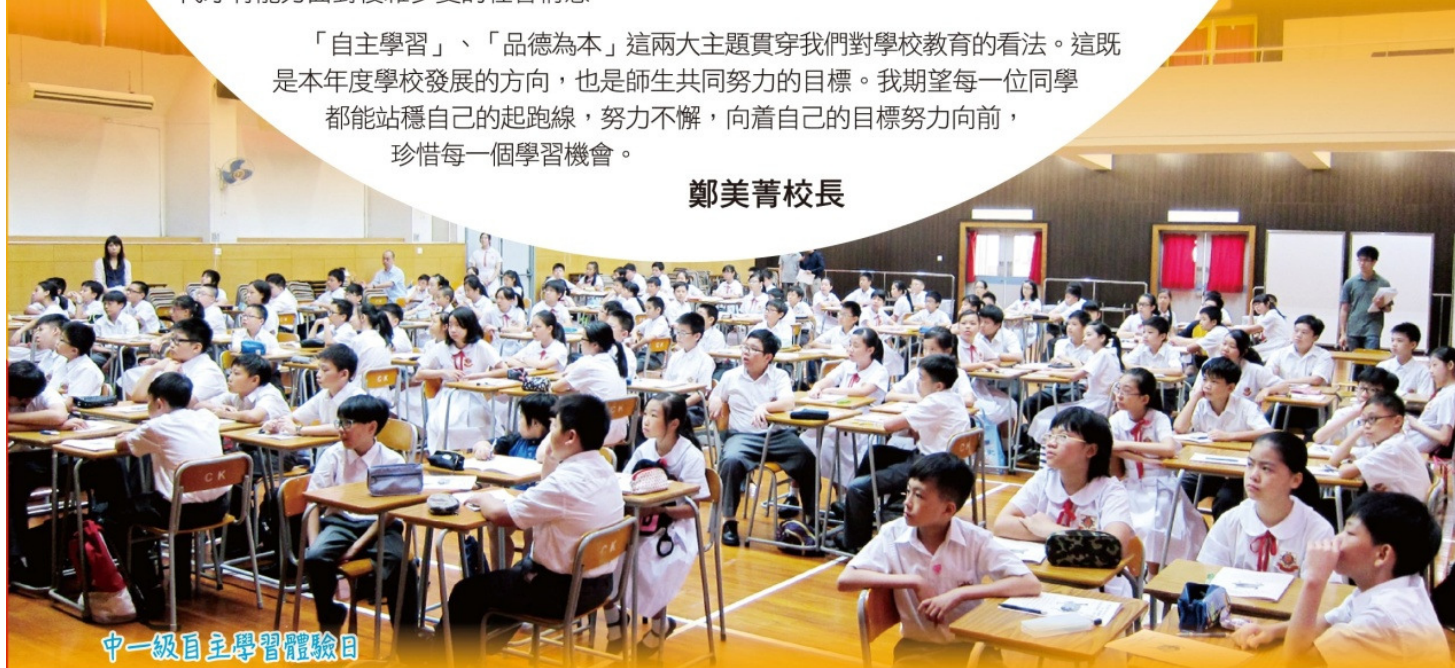 「自主學習」、「品德為本」這兩大主題貫穿我們對學校教育的看法。這既
是本年度學校發展的方向,也是師生共同努力的目標。我期望每一位同學
都能站穩自己的起跑線,努力不懈,向着自己的目標努力向前,
珍惜每一個學習機會。
鄭美菁校長
CK
CK
CK
中一級自主學習體驗日